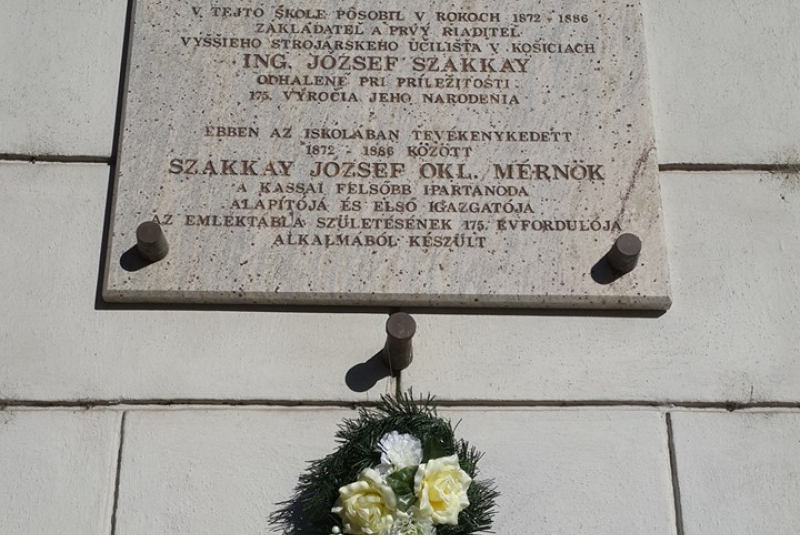 V TEJTO ŠKOLE PÔSOBIL V ROKOCH 1872 - 1886
ZAKLADATEĽ A PRVÝ RIADITEĽ
VYŠŠIEHO STROJÁRSKEHO UČILIŠŤA V KOŠICIACH
ING. JÓZSEF SZAKKAY
ODHALENÉ PRI PRÍLEŽITOSTI
175. VÝROČIA JEHO NARODENIA
EBBEN AZ ISKOLÁBAN TEVÉKENYKEDETT
1872 - 1886 KÖZÖTT
SZAKKAY JÓZSEF OKL. MÉRNÖK
A KASSAI FELSŐBB IPARTANODA
ALAPÍTÓJA ÉS ELSŐ IGAZGATÓJA
AZ EMLÉKTÁBLA SZÜLETÉSÉNEK 175. ÉVFORDULÓJA
ALKALMÁBÓL KÉSZÜLT